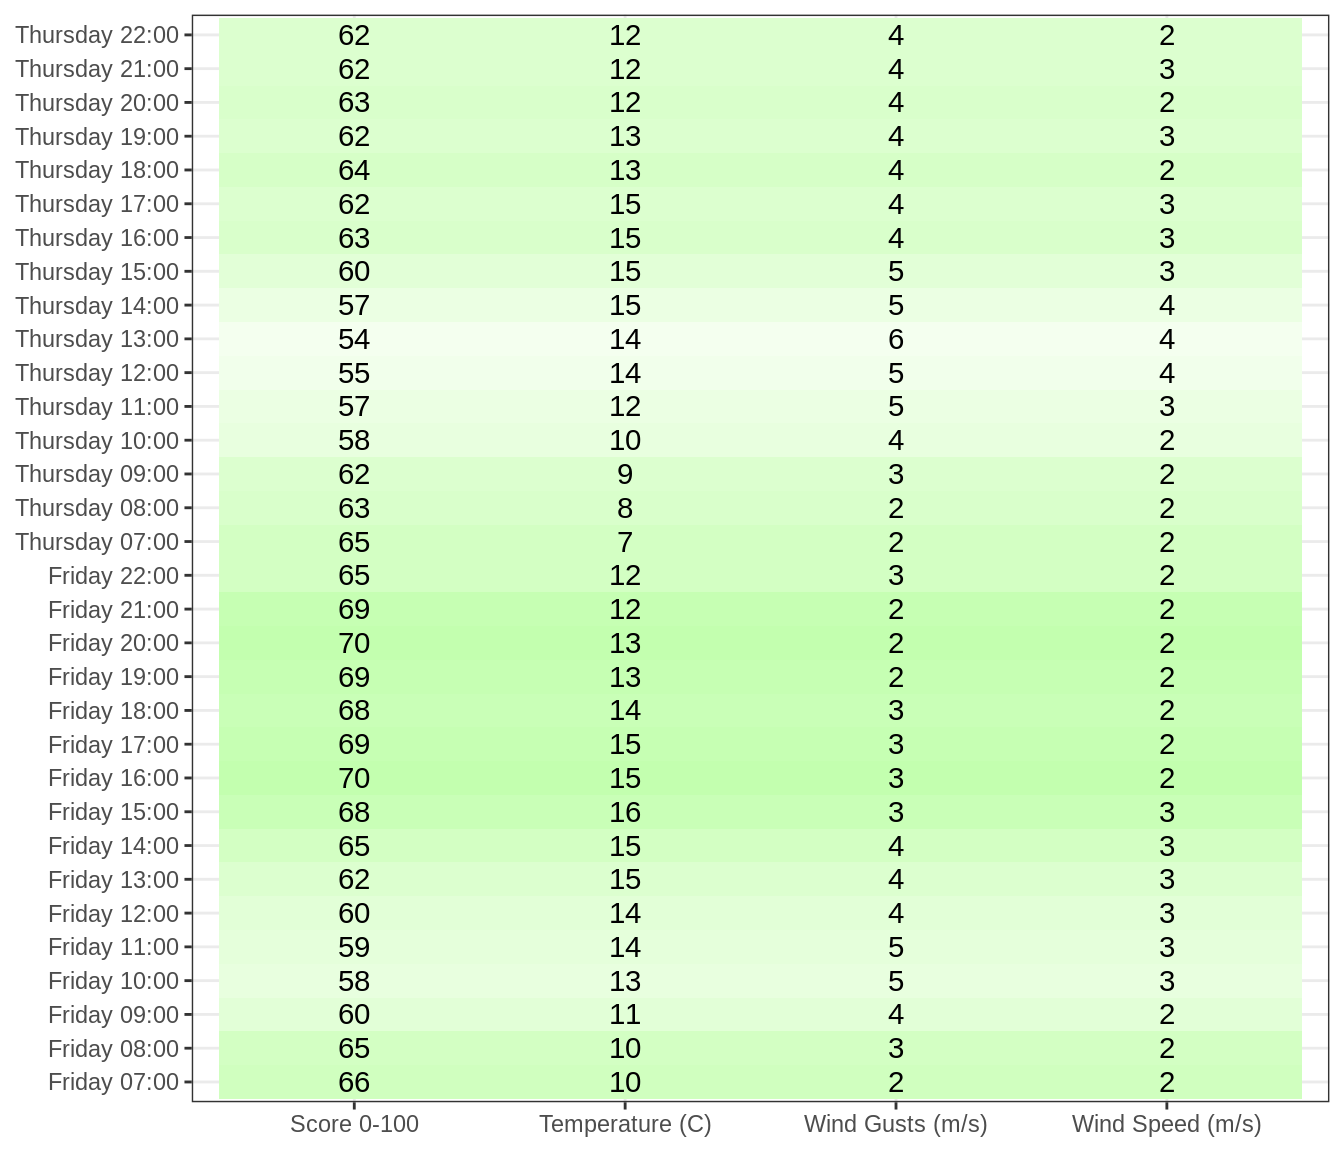 Thursday 22:00 62 12 4 2
Thursday 21:00 62 12 4 3
Thursday 20:00 63 12 4 2
Thursday 19:00 62 13 4 3
Thursday 18:00 64 13 4 2
Thursday 17:00 62 15 4 3
Thursday 16:00 63 15 4 3
Thursday 15:00 60 15 5 3
Thursday 14:00 57 15 5 4
Thursday 13:00 54 14 6 4
Thursday 12:00 55 14 5 4
Thursday 11:00 57 12 5 3
Thursday 10:00 58 10 4 2
Thursday 09:00 62 9 3 2
Thursday 08:00 63 8 2 2
Thursday 07:00 65 7 2 2
Friday 22:00 65 12 3 2
Friday 21:00 69 12 2 2
Friday 20:00 70 13 2 2
Friday 19:00 69 13 2 2
Friday 18:00 68 14 3 2
Friday 17:00 69 15 3 2
Friday 16:00 70 15 3 2
Friday 15:00 68 16 3 3
Friday 14:00 65 15 4 3
Friday 13:00 62 15 4 3
Friday 12:00 60 14 4 3
Friday 11:00 59 14 5 3
Friday 10:00 58 13 5 3
Friday 09:00 60 11 4 2
Friday 08:00 65 10 3 2
Friday 07:00 66 10 2 2
Score 0-100 Temperature (C) Wind Gusts (m/s) Wind Speed (m/s)